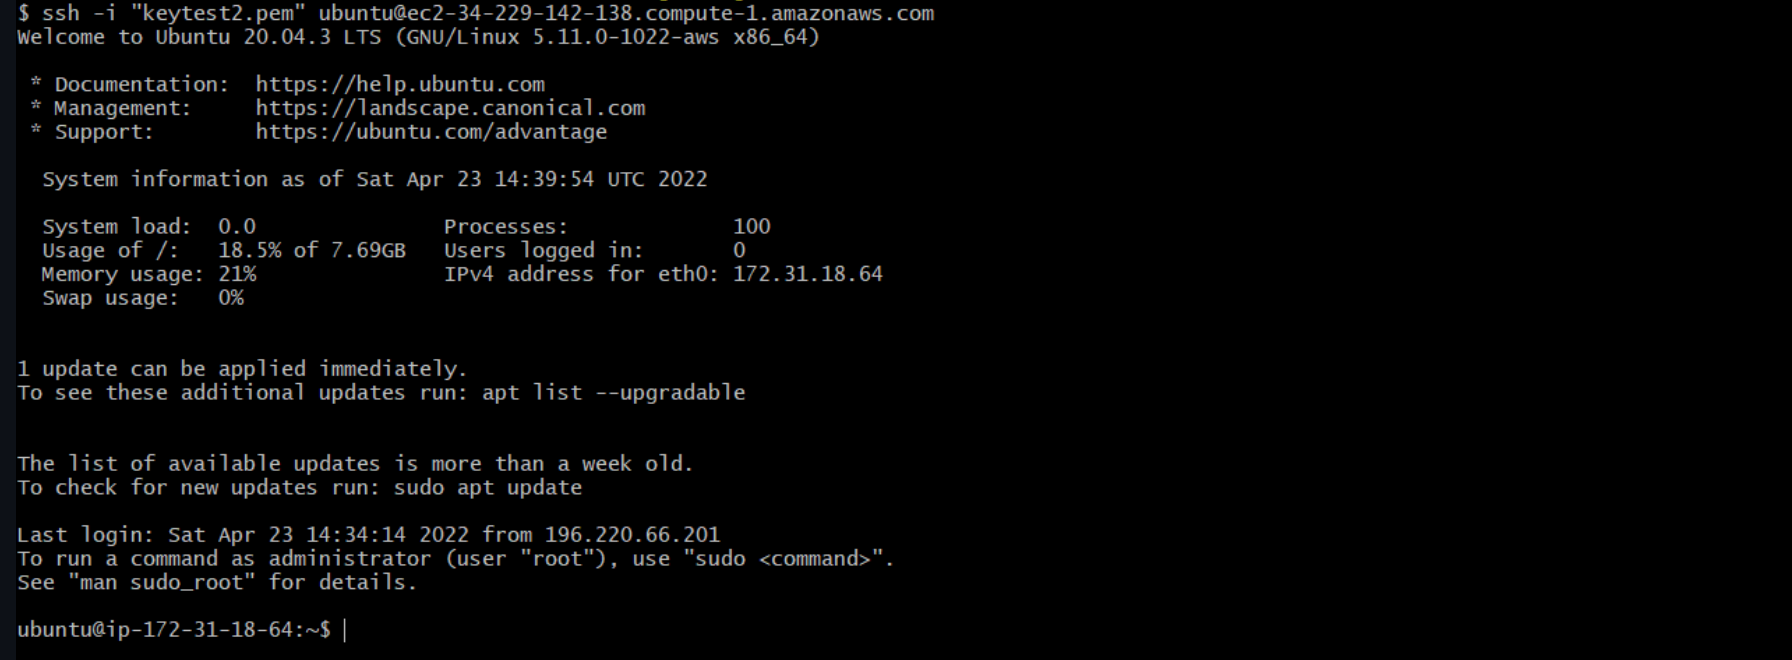 $ ssh -i "keytest2.pem" ubuntu@ec2-34-229-142-138.compute-1.amazonaws.com
Welcome to Ubuntu 20.04.3 LTS (GNU/Linux 5.11.0-1022-aws x86_64)
* Documentation:  https://help.ubuntu.com
* Management:     https://landscape.canonical.com
* Support:        https://ubuntu.com/advantage
System information as of Sat Apr 23 14:39:54 UTC 2022
System load:  0.0               Processes:             100
Usage of /:   18.5% of 7.69GB   Users logged in:       0
Memory usage: 21%               IPv4 address for eth0: 172.31.18.64
Swap usage:   0%
1 update can be applied immediately.
To see these additional updates run: apt list --upgradable
The list of available updates is more than a week old.
To check for new updates run: sudo apt update
Last login: Sat Apr 23 14:34:14 2022 from 196.220.66.201
To run a command as administrator (user "root"), use "sudo <command>".
See "man sudo_root" for details.
ubuntu@ip-172-31-18-64:~$